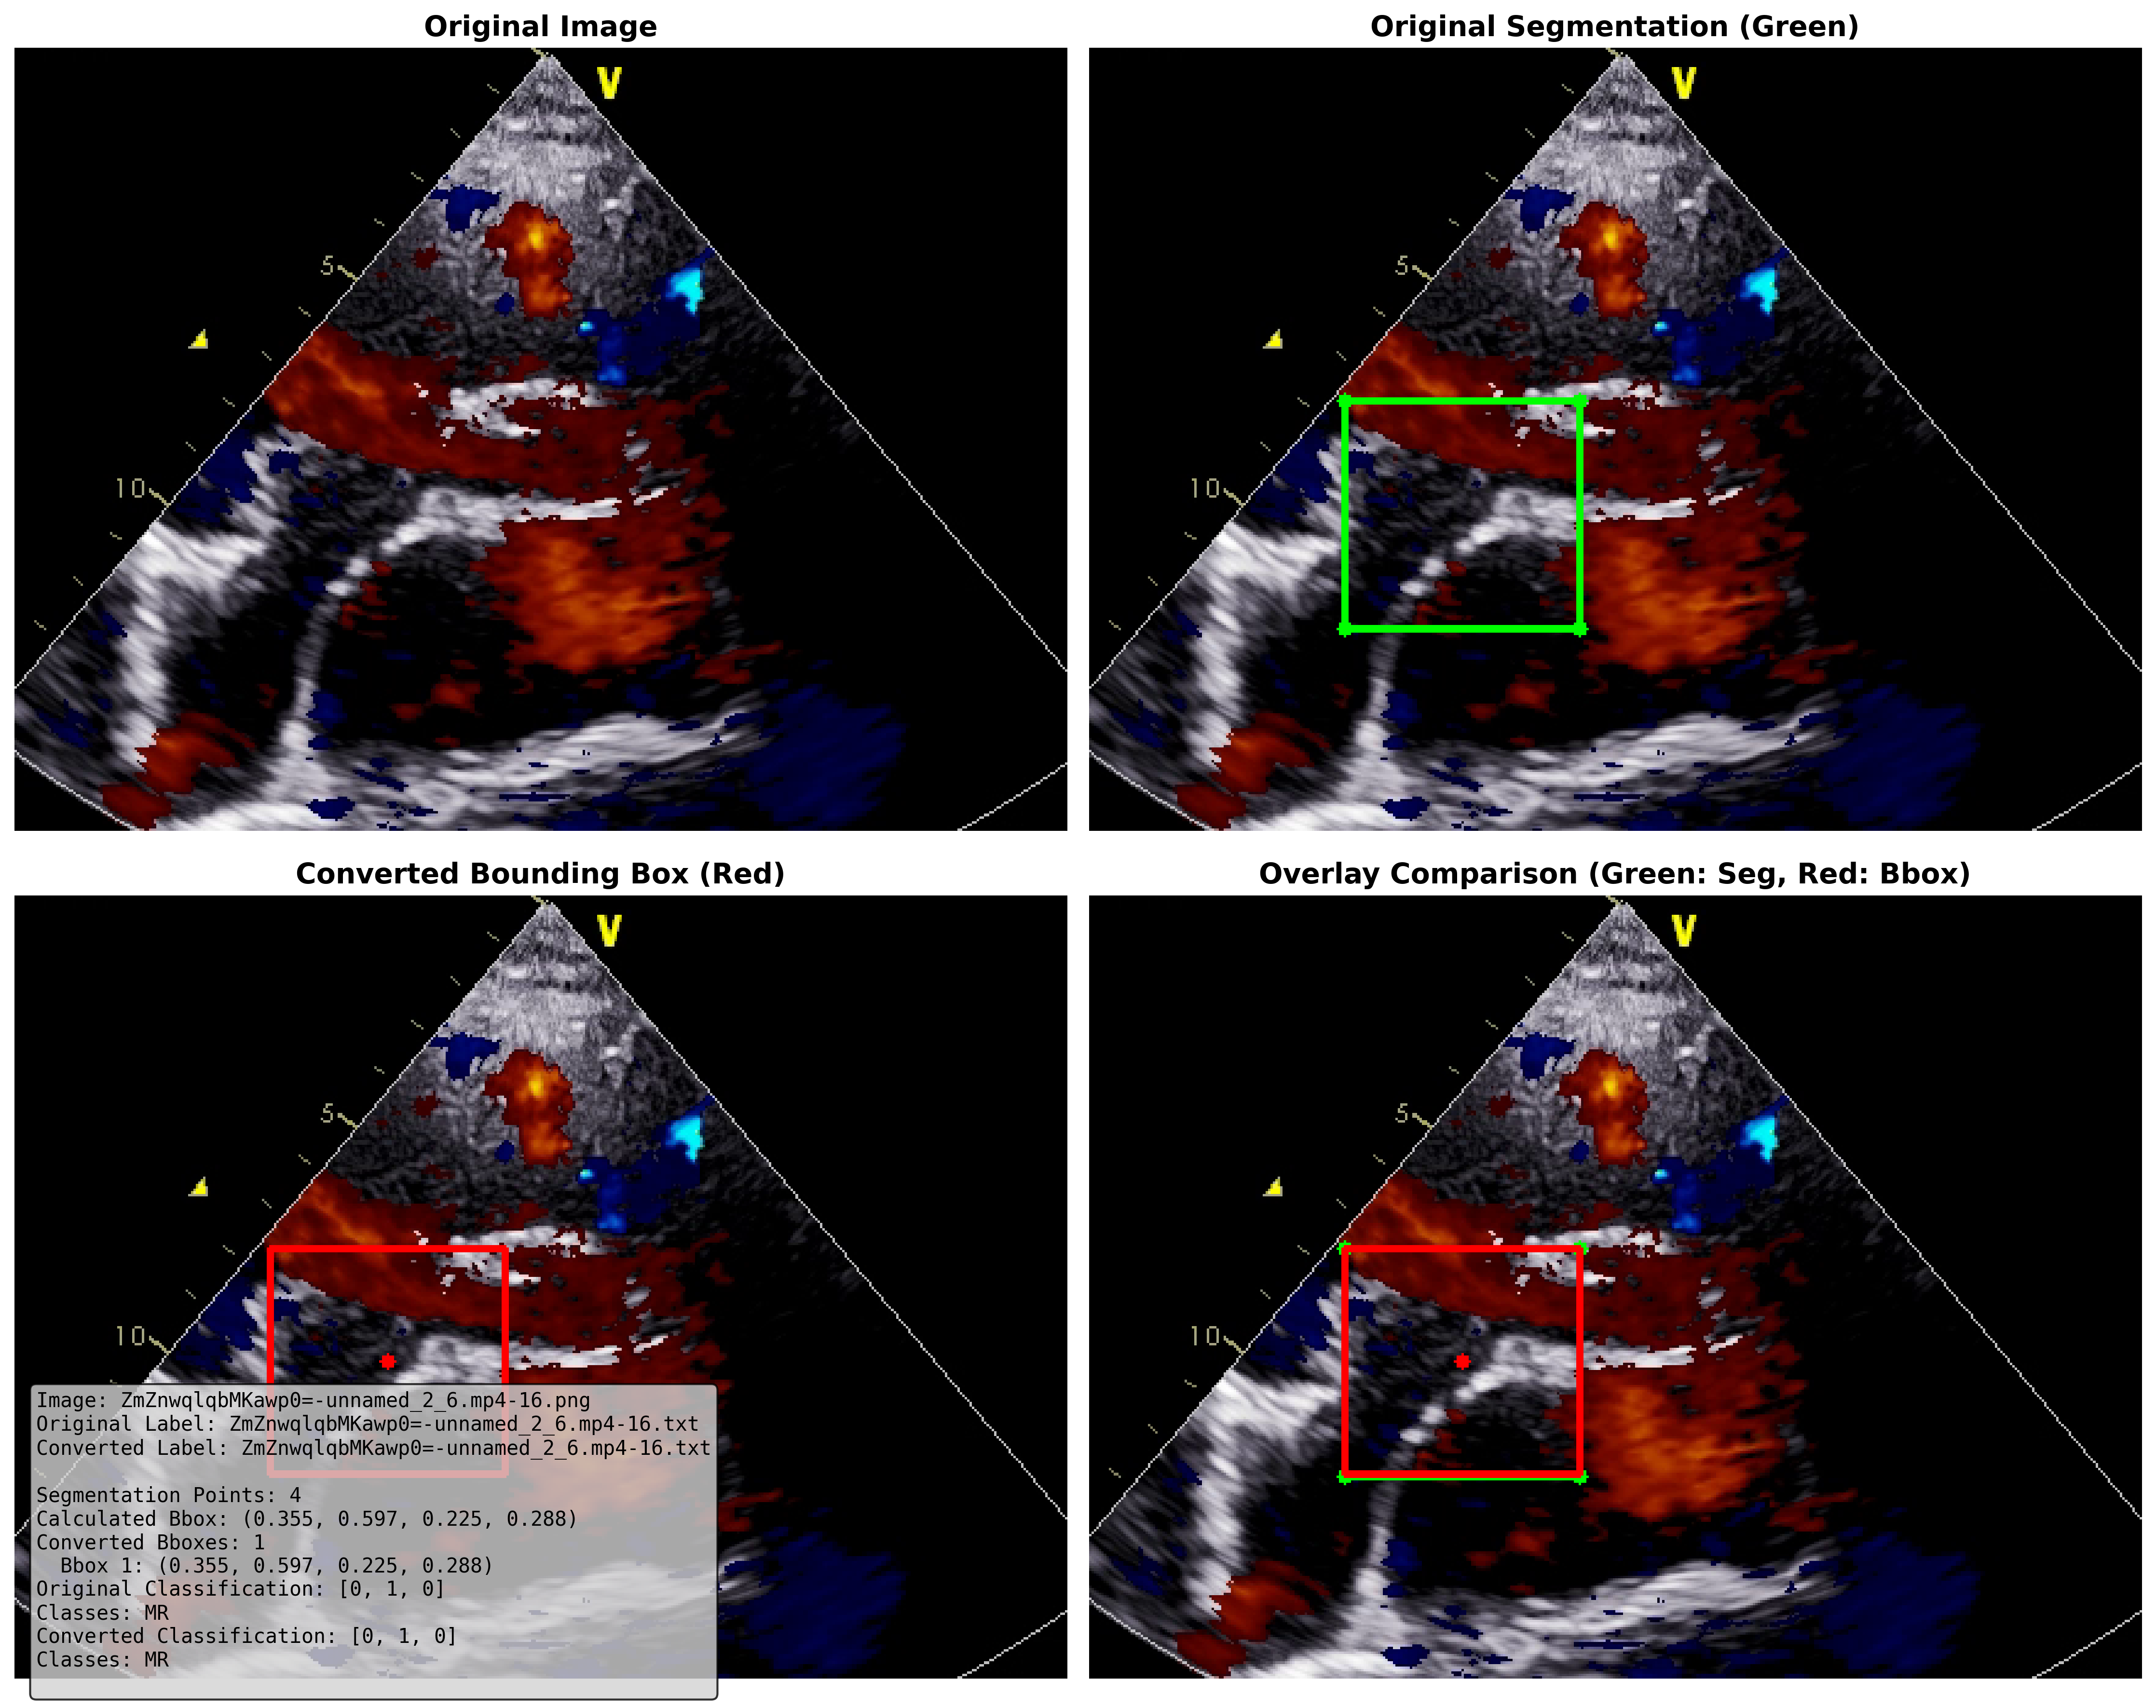 Original Image
Original Segmentation (Green)
V
5
10
V
5
10
Converted Bounding Box (Red)
Overlay Comparison (Green: Seg, Red: Bbox)
V
5
10
V
5
10
Image: ZmZnwqlqbMKawp0=-unnamed_2_6.mp4-16.png
Original Label: ZmZnwqlqbMKawp0=-unnamed_2_6.mp4-16.txt
Converted Label: ZmZnwqlqbMKawp0=-unnamed_2_6.mp4-16.txt
Segmentation Points: 4
Calculated Bbox: (0.355, 0.597, 0.225, 0.288)
Converted Bboxes: 1
Bbox 1: (0.355, 0.597, 0.225, 0.288)
Original Classification: [0, 1, 0]
Classes: MR
Converted Classification: [0, 1, 0]
Classes: MR